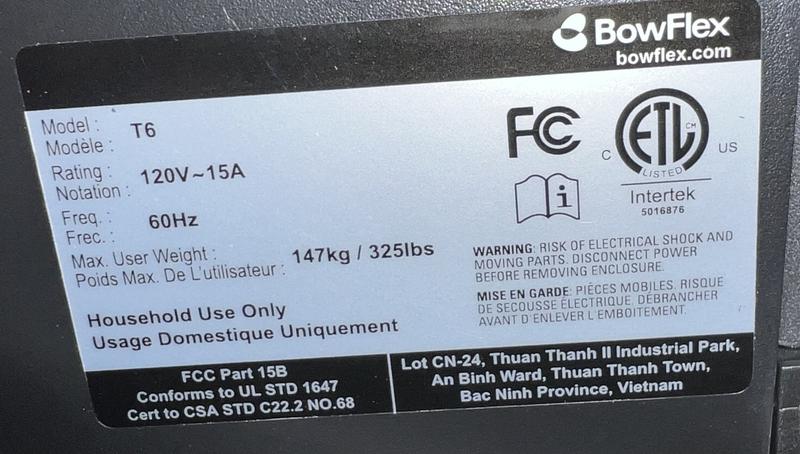 BowFlex
bowflex.com
Model :
Modèle :
T6
Rating :
Notation :
120V~15A
Freq. :
Frec. :
60Hz
Max. User Weight :
Poids Max. De L'utilisateur :
147kg / 325lbs
Household Use Only
Usage Domestique Uniquement
FC
C
ETL
CM
US
LISTED
Intertek
5016876
i
WARNING: RISK OF ELECTRICAL SHOCK AND
MOVING PARTS. DISCONNECT POWER
BEFORE REMOVING ENCLOSURE.
MISE EN GARDE: PIÈCES MOBILES. RISQUE
DE SECOUSSE ÉLECTRIQUE. DÉBRANCHER
AVANT D'ENLEVER L'EMBOITEMENT.
FCC Part 15B
Conforms to UL STD 1647
Cert to CSA STD C22.2 NO.68
Lot CN-24, Thuan Thanh II Industrial Park,
An Binh Ward, Thuan Thanh Town,
Bac Ninh Province, Vietnam